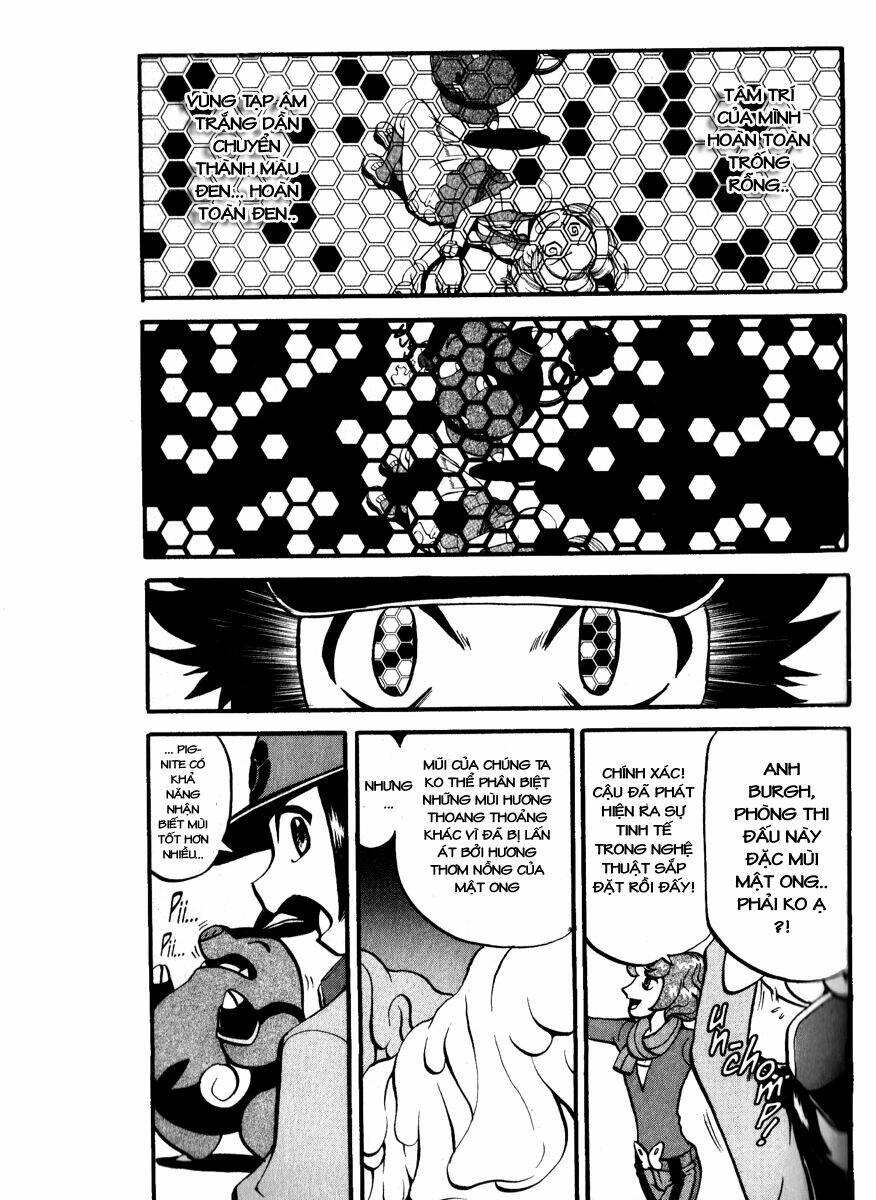 TÂM TRÍ
CỦA MÌNH
HOÀN TOÀN
TRỐNG
RỖNG..
VÙNG TẠP ÂM
TRẮNG DẦN
CHUYỂN
THÀNH MÀU
ĐEN... HOÀN
TOÀN ĐEN..
ANH
BURGH,
PHÒNG THI
ĐẤU NÀY
ĐẶC MÙI
MẬT ONG..
PHẢI KO Ạ
?!
UN-
CHOMP!
CHÍNH XÁC!
CẬU ĐÃ PHÁT
HIỆN RA SỰ
TINH TẾ
TRONG NGHỆ
THUẬT SẮP
ĐẶT RỒI ĐẤY!
MŨI CỦA CHÚNG TA
KO THỂ PHÂN BIỆT
NHỮNG MÙI HƯƠNG
THOANG THOẢNG
KHÁC VÌ ĐÃ BỊ LẤN
ÁT BỞI HƯƠNG
THƠM NỒNG CỦA
MẬT ONG
NHƯNG
...
... PIG-
NITE CÓ
KHẢ
NĂNG
NHẬN
BIẾT MÙI
TỐT HƠN
NHIỀU...
Pii...
Pii...